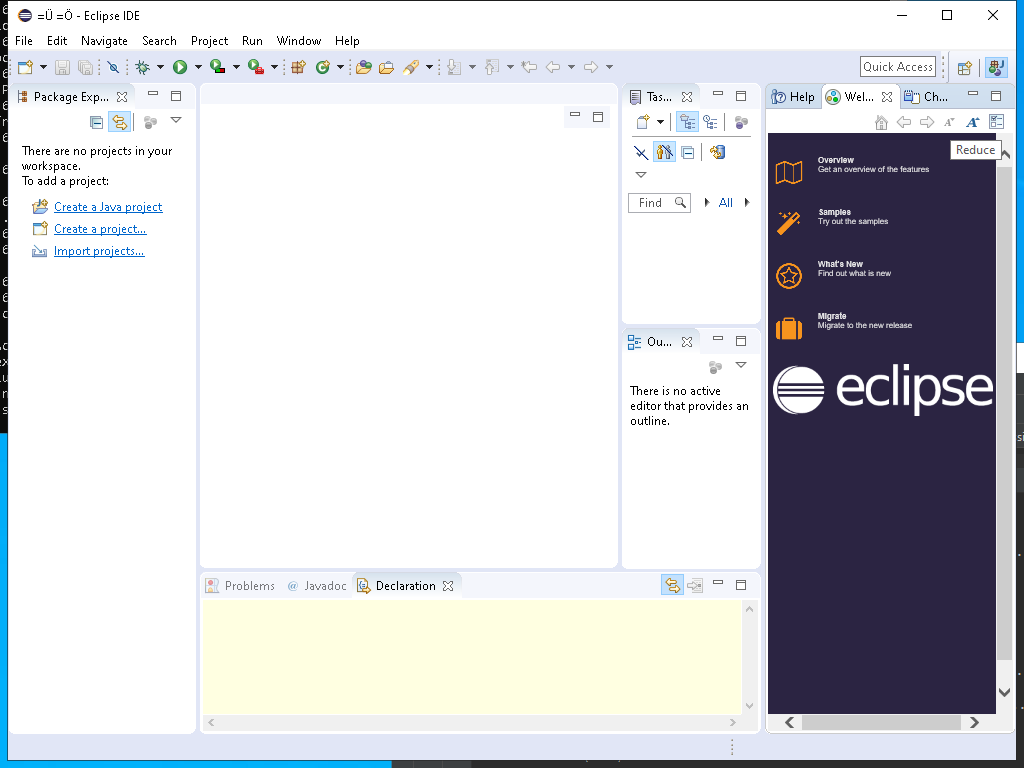 =Ü =Ö - Eclipse IDE
File Edit Navigate Search Project Run Window Help
Quick Access
Package Exp...
There are no projects in your
workspace.
To add a project:
Create a Java project
Create a project...
Import projects...
Tas...
Find
All
Ou...
There is no active
editor that provides an
outline.
Problems @ Javadoc Declaration
Help Wel... Ch...
Reduce
Overview
Get an overview of the features
Samples
Try out the samples
What's New
Find out what is new
Migrate
Migrate to the new release
eclipse